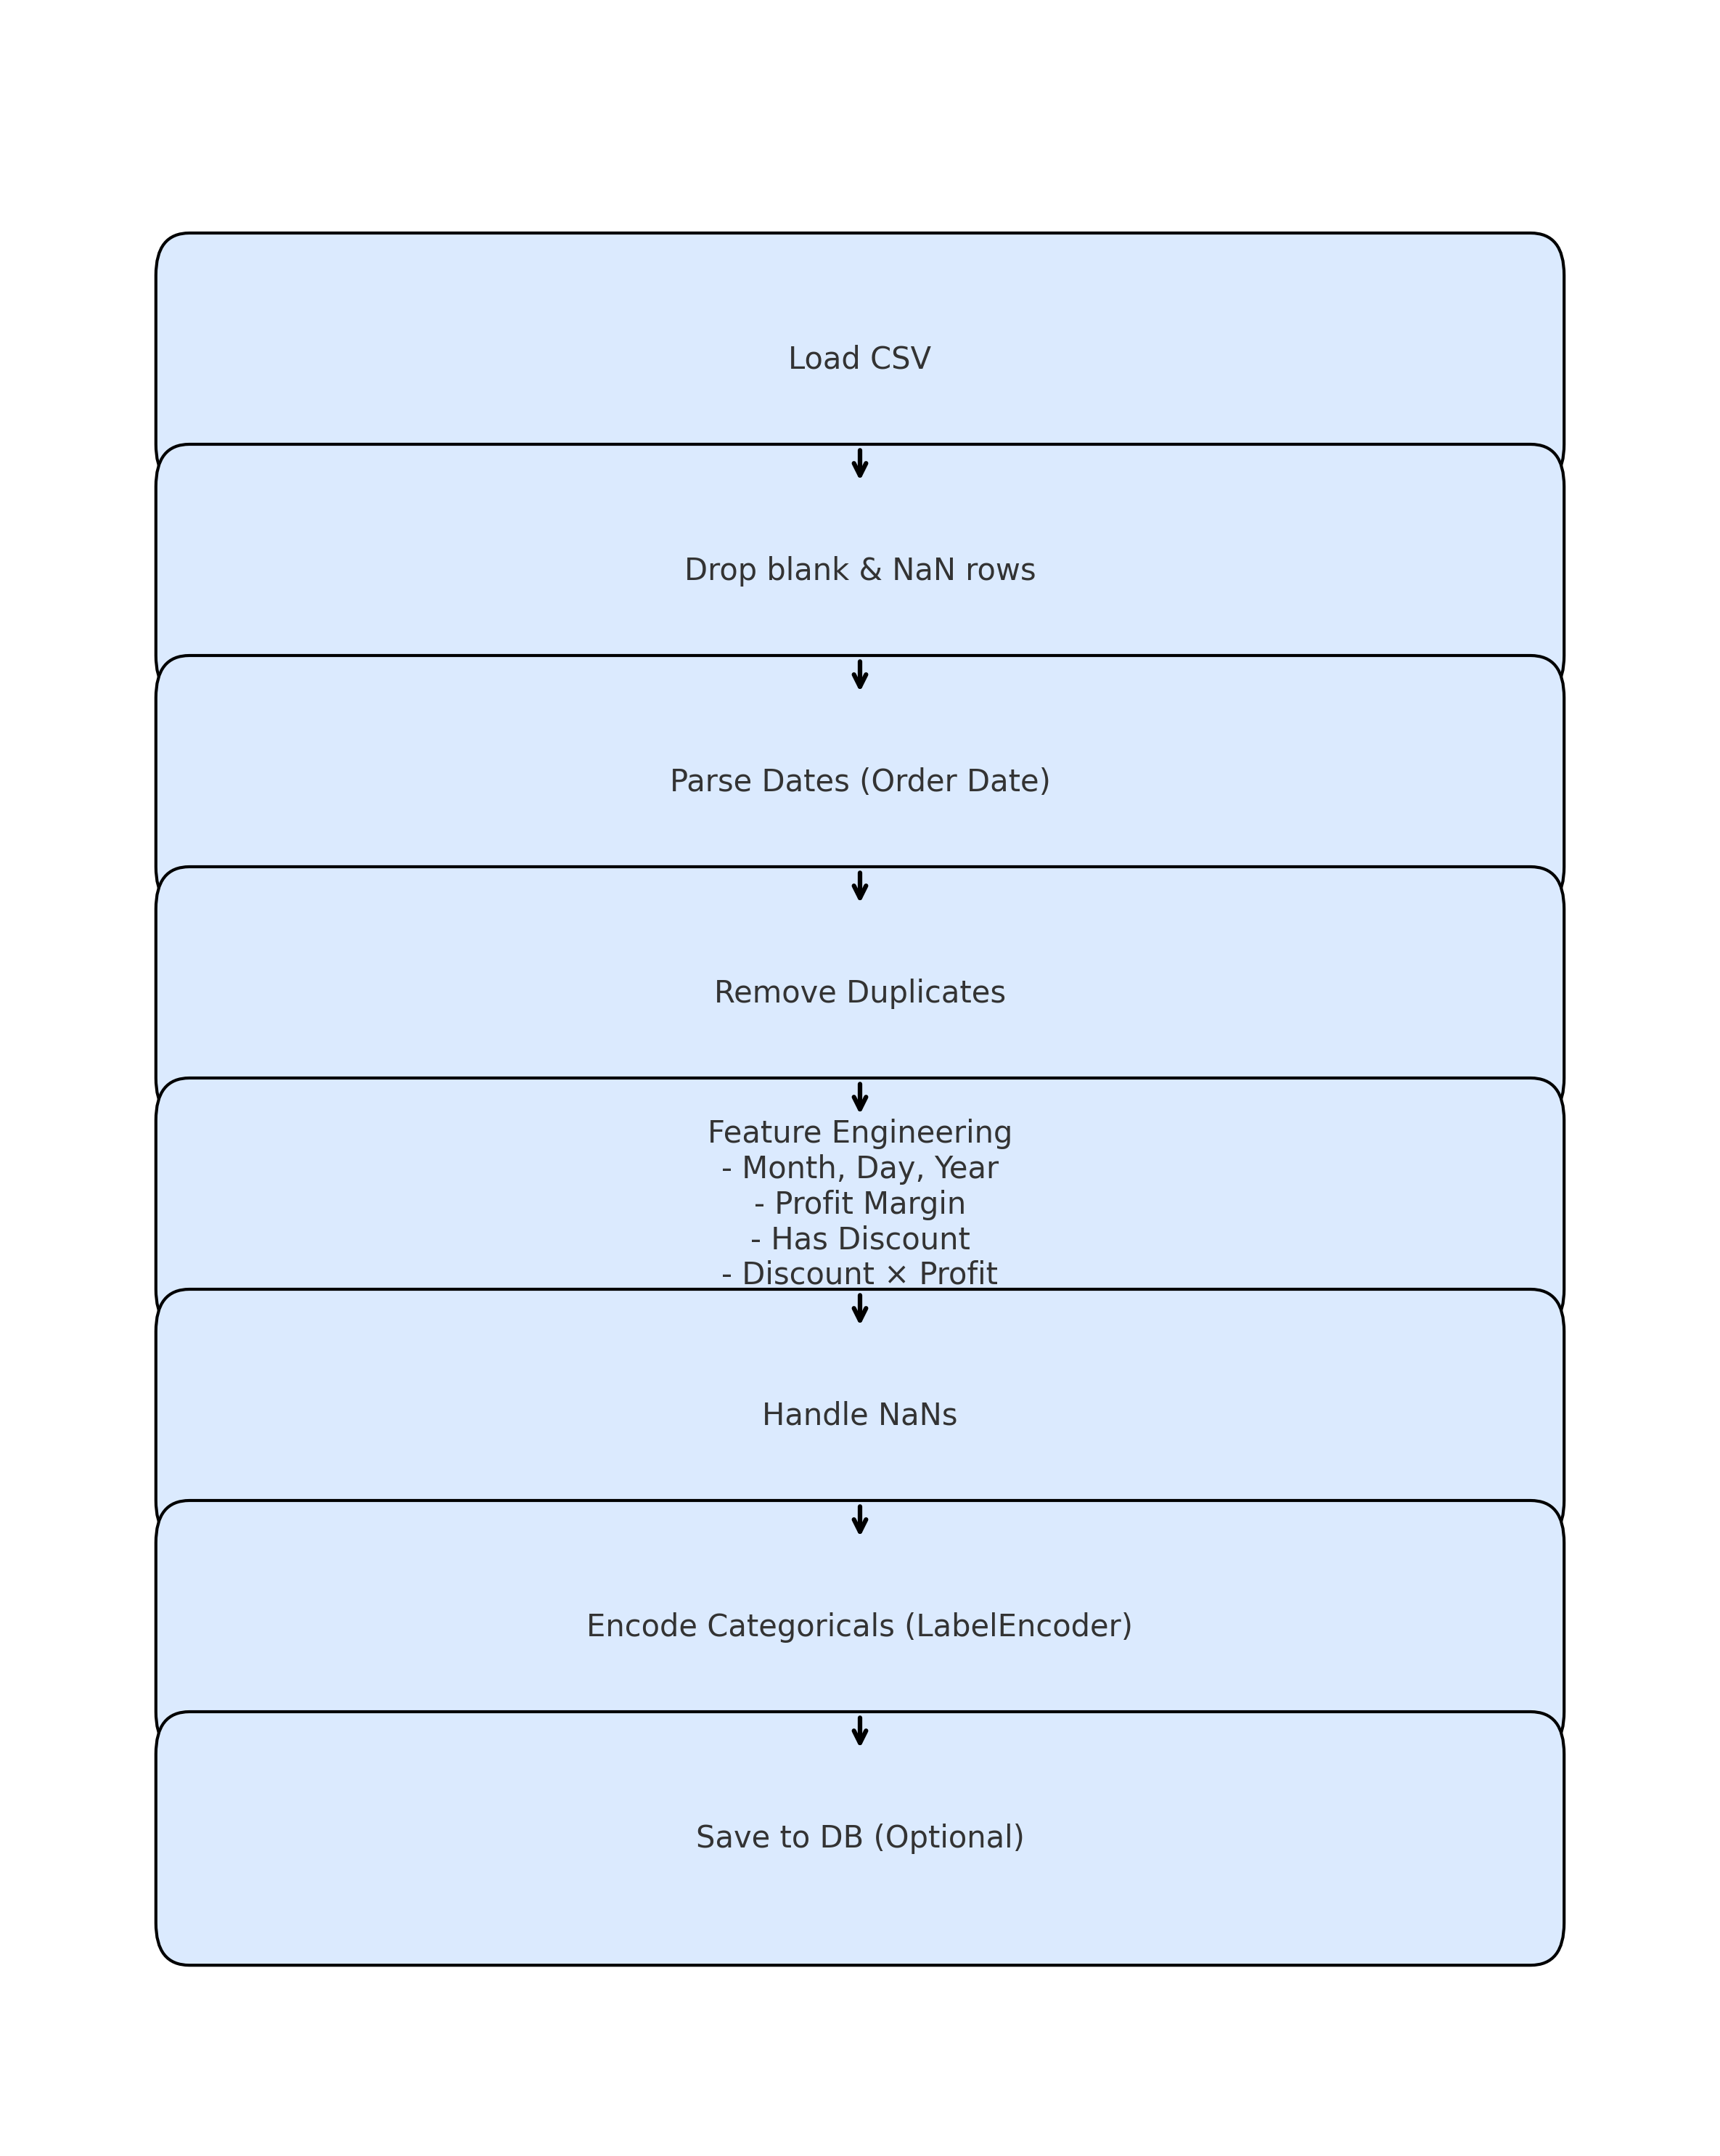 Load CSV
Drop blank & NaN rows
Parse Dates (Order Date)
Remove Duplicates
Feature Engineering
- Month, Day, Year
- Profit Margin
- Has Discount
- Discount × Profit
Handle NaNs
Encode Categoricals (LabelEncoder)
Save to DB (Optional)